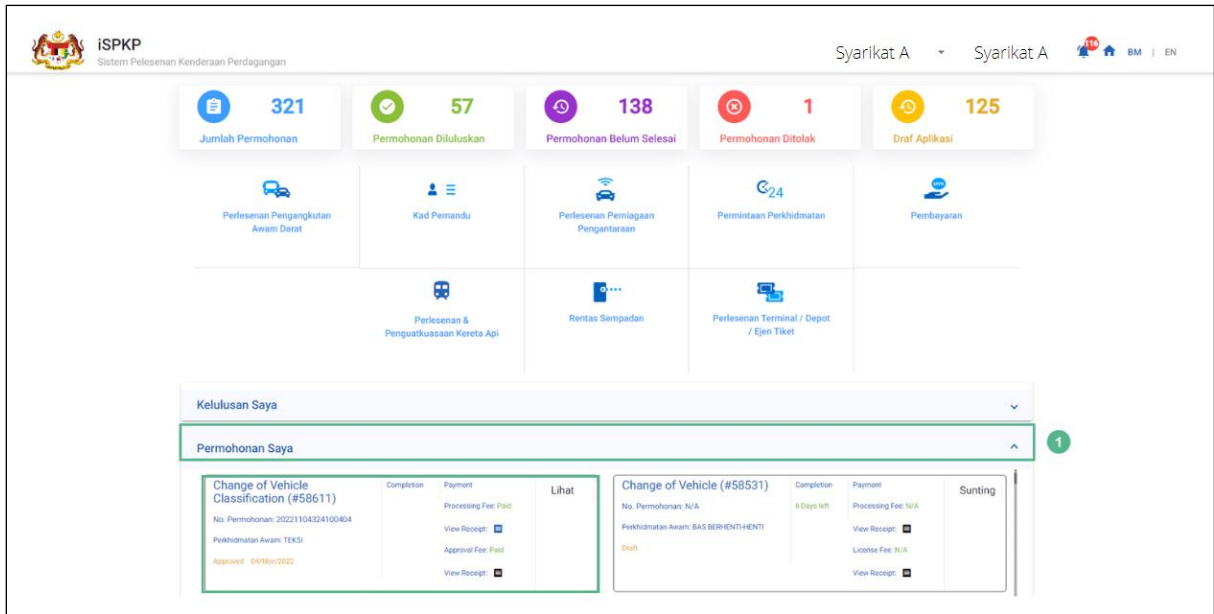 iSPKP
Sistem Pelesenan Kenderaan Perdagangan
Syarikat A
Syarikat A
116
BM | EN
321
Jumlah Permohonan
57
Permohonan Diluluskan
138
Permohonan Belum Selesai
1
Permohonan Ditolak
125
Draf Aplikasi
Perlesenan Pengangkutan
Awam Darat
Kad Pemandu
Perlesenan Perniagaan
Pengantaraan
24
Permintaan Perkhidmatan
Pembayaran
Perlesenan &
Penguatkuasaan Kereta Api
Rentas Sempadan
Perlesenan Terminal / Depot
/ Ejen Tiket
Kelulusan Saya
Permohonan Saya
1
Change of Vehicle
Classification (#58611)
No. Permohonan: 20221104324100404
Perkhidmatan Awam: TEKSI
Approved 04/Nov/2022
Completion
Payment
Processing Fee: Paid
View Receipt:
Approval Fee: Paid
View Receipt:
Lihat
Change of Vehicle (#58531)
No. Permohonan: N/A
Perkhidmatan Awam: BAS BERHENTI-HENTI
Draft
Completion
6 Days left
Payment
Processing Fee: N/A
View Receipt:
License Fee: N/A
View Receipt:
Sunting